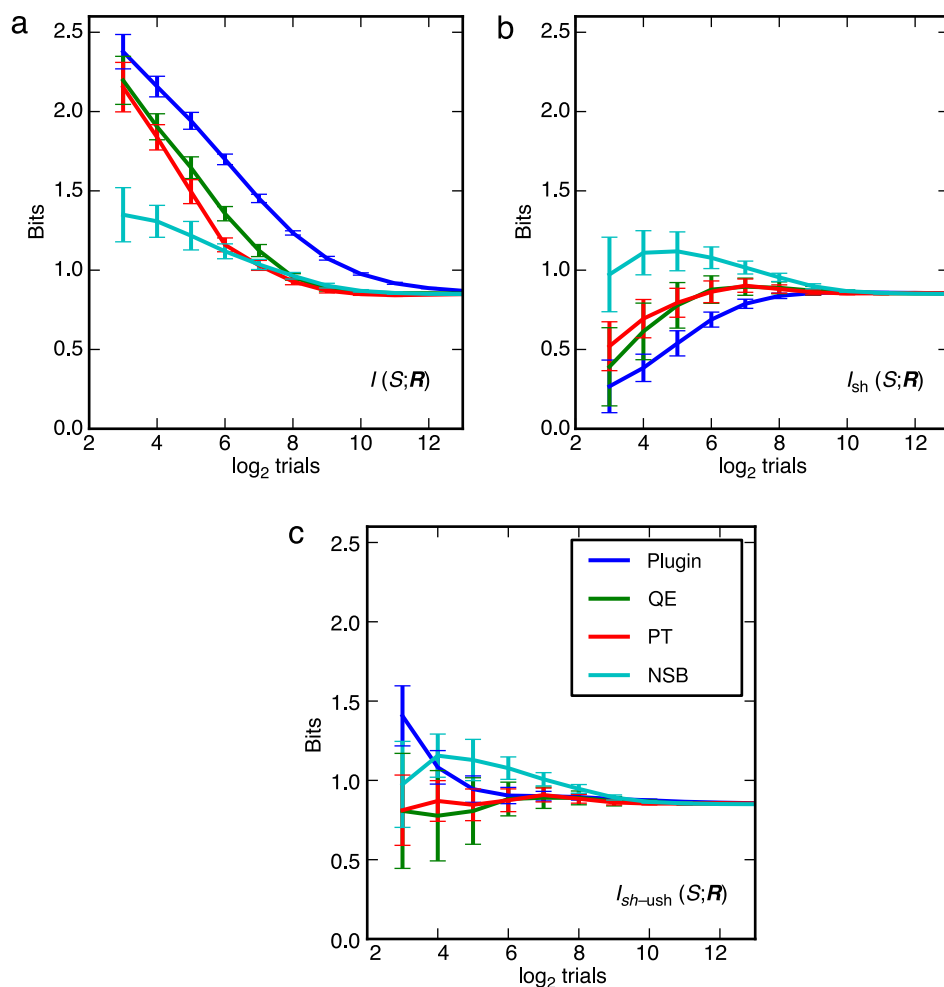 a
2.5
2.0
1.5
1.0
0.5
0.0
Bits
I (S;R)
2 4 6 8 10 12
log2 trials
b
2.5
2.0
1.5
1.0
0.5
0.0
Bits
Ish (S;R)
2 4 6 8 10 12
log2 trials
c
2.5
2.0
1.5
1.0
0.5
0.0
Bits
Plugin
QE
PT
NSB
Ish–ush (S;R)
2 4 6 8 10 12
log2 trials